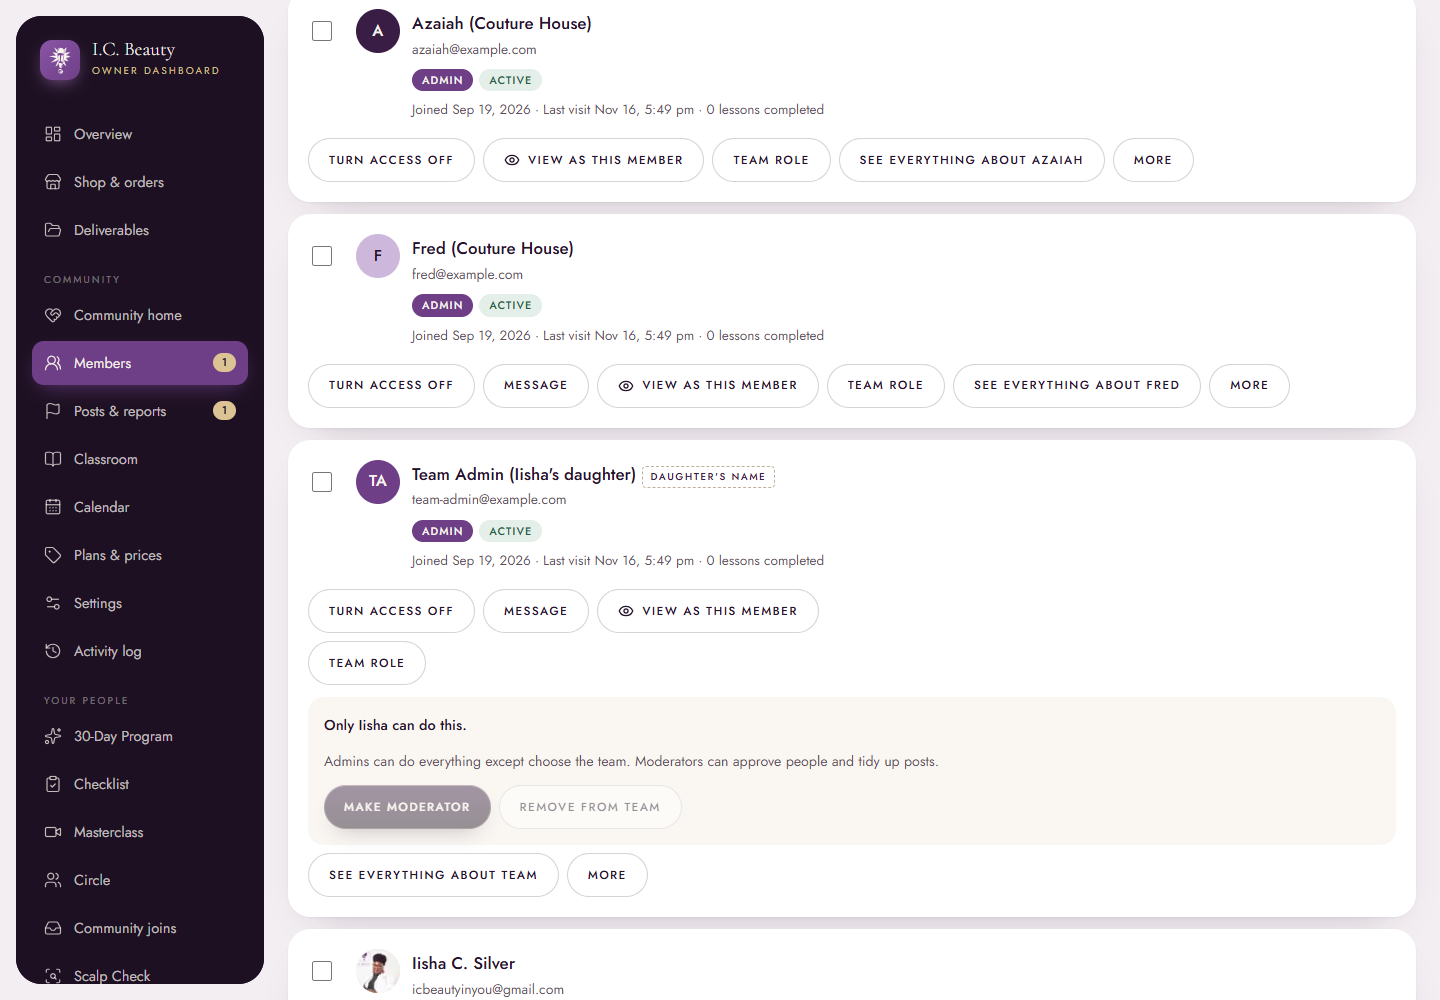 I.C. Beauty
OWNER DASHBOARD
Overview
Shop & orders
Deliverables
COMMUNITY
Community home
Members 1
Posts & reports 1
Classroom
Calendar
Plans & prices
Settings
Activity log
YOUR PEOPLE
30-Day Program
Checklist
Masterclass
Circle
Community joins
Scalp Check
A
Azaiah (Couture House)
azaiah@example.com
ADMIN ACTIVE
Joined Sep 19, 2026 · Last visit Nov 16, 5:49 pm · 0 lessons completed
TURN ACCESS OFF VIEW AS THIS MEMBER TEAM ROLE SEE EVERYTHING ABOUT AZAIAH MORE
F
Fred (Couture House)
fred@example.com
ADMIN ACTIVE
Joined Sep 19, 2026 · Last visit Nov 16, 5:49 pm · 0 lessons completed
TURN ACCESS OFF MESSAGE VIEW AS THIS MEMBER TEAM ROLE SEE EVERYTHING ABOUT FRED MORE
TA
Team Admin (Iisha's daughter) DAUGHTER'S NAME
team-admin@example.com
ADMIN ACTIVE
Joined Sep 19, 2026 · Last visit Nov 16, 5:49 pm · 0 lessons completed
TURN ACCESS OFF MESSAGE VIEW AS THIS MEMBER
TEAM ROLE
Only Iisha can do this.
Admins can do everything except choose the team. Moderators can approve people and tidy up posts.
MAKE MODERATOR REMOVE FROM TEAM
SEE EVERYTHING ABOUT TEAM MORE
Iisha C. Silver
icbeautyinyou@gmail.com